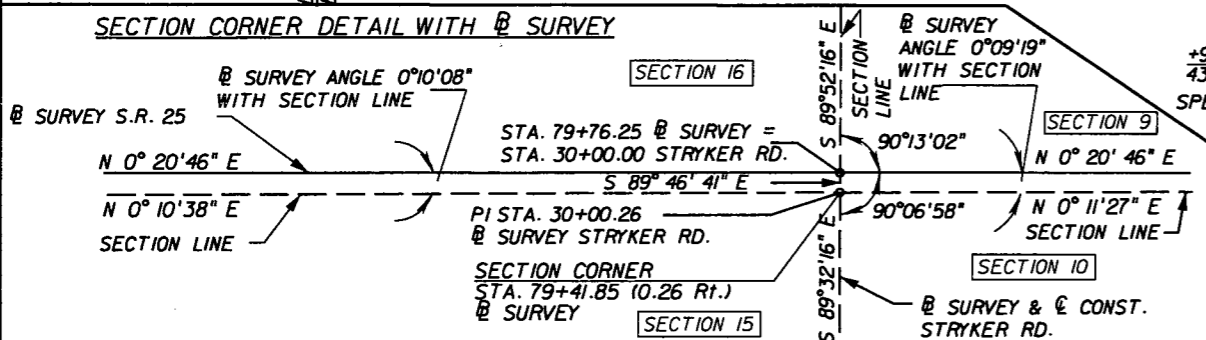 SECTION CORNER DETAIL WITH ⅊ SURVEY
⅊ SURVEY ANGLE 0°10'08"
WITH SECTION LINE
⅊ SURVEY S.R. 25
SECTION 16
S 89°52'16" E
SECTION
LINE
⅊ SURVEY
ANGLE 0°09'19"
WITH SECTION
LINE
+9
43
SPE
SECTION 9
STA. 79+76.25 ⅊ SURVEY =
STA. 30+00.00 STRYKER RD.
90°13'02"
N 0° 20'46" E
N 0° 20' 46" E
S 89° 46' 41" E
N 0° 10'38" E
SECTION LINE
PI STA. 30+00.26
⅊ SURVEY STRYKER RD.
90°06'58"
N 0° 11'27" E
SECTION LINE
SECTION CORNER
STA. 79+41.85 (0.26 Rt.)
⅊ SURVEY
SECTION 15
S 89°32'16" E
SECTION 10
⅊ SURVEY & ℄ CONST.
STRYKER RD.